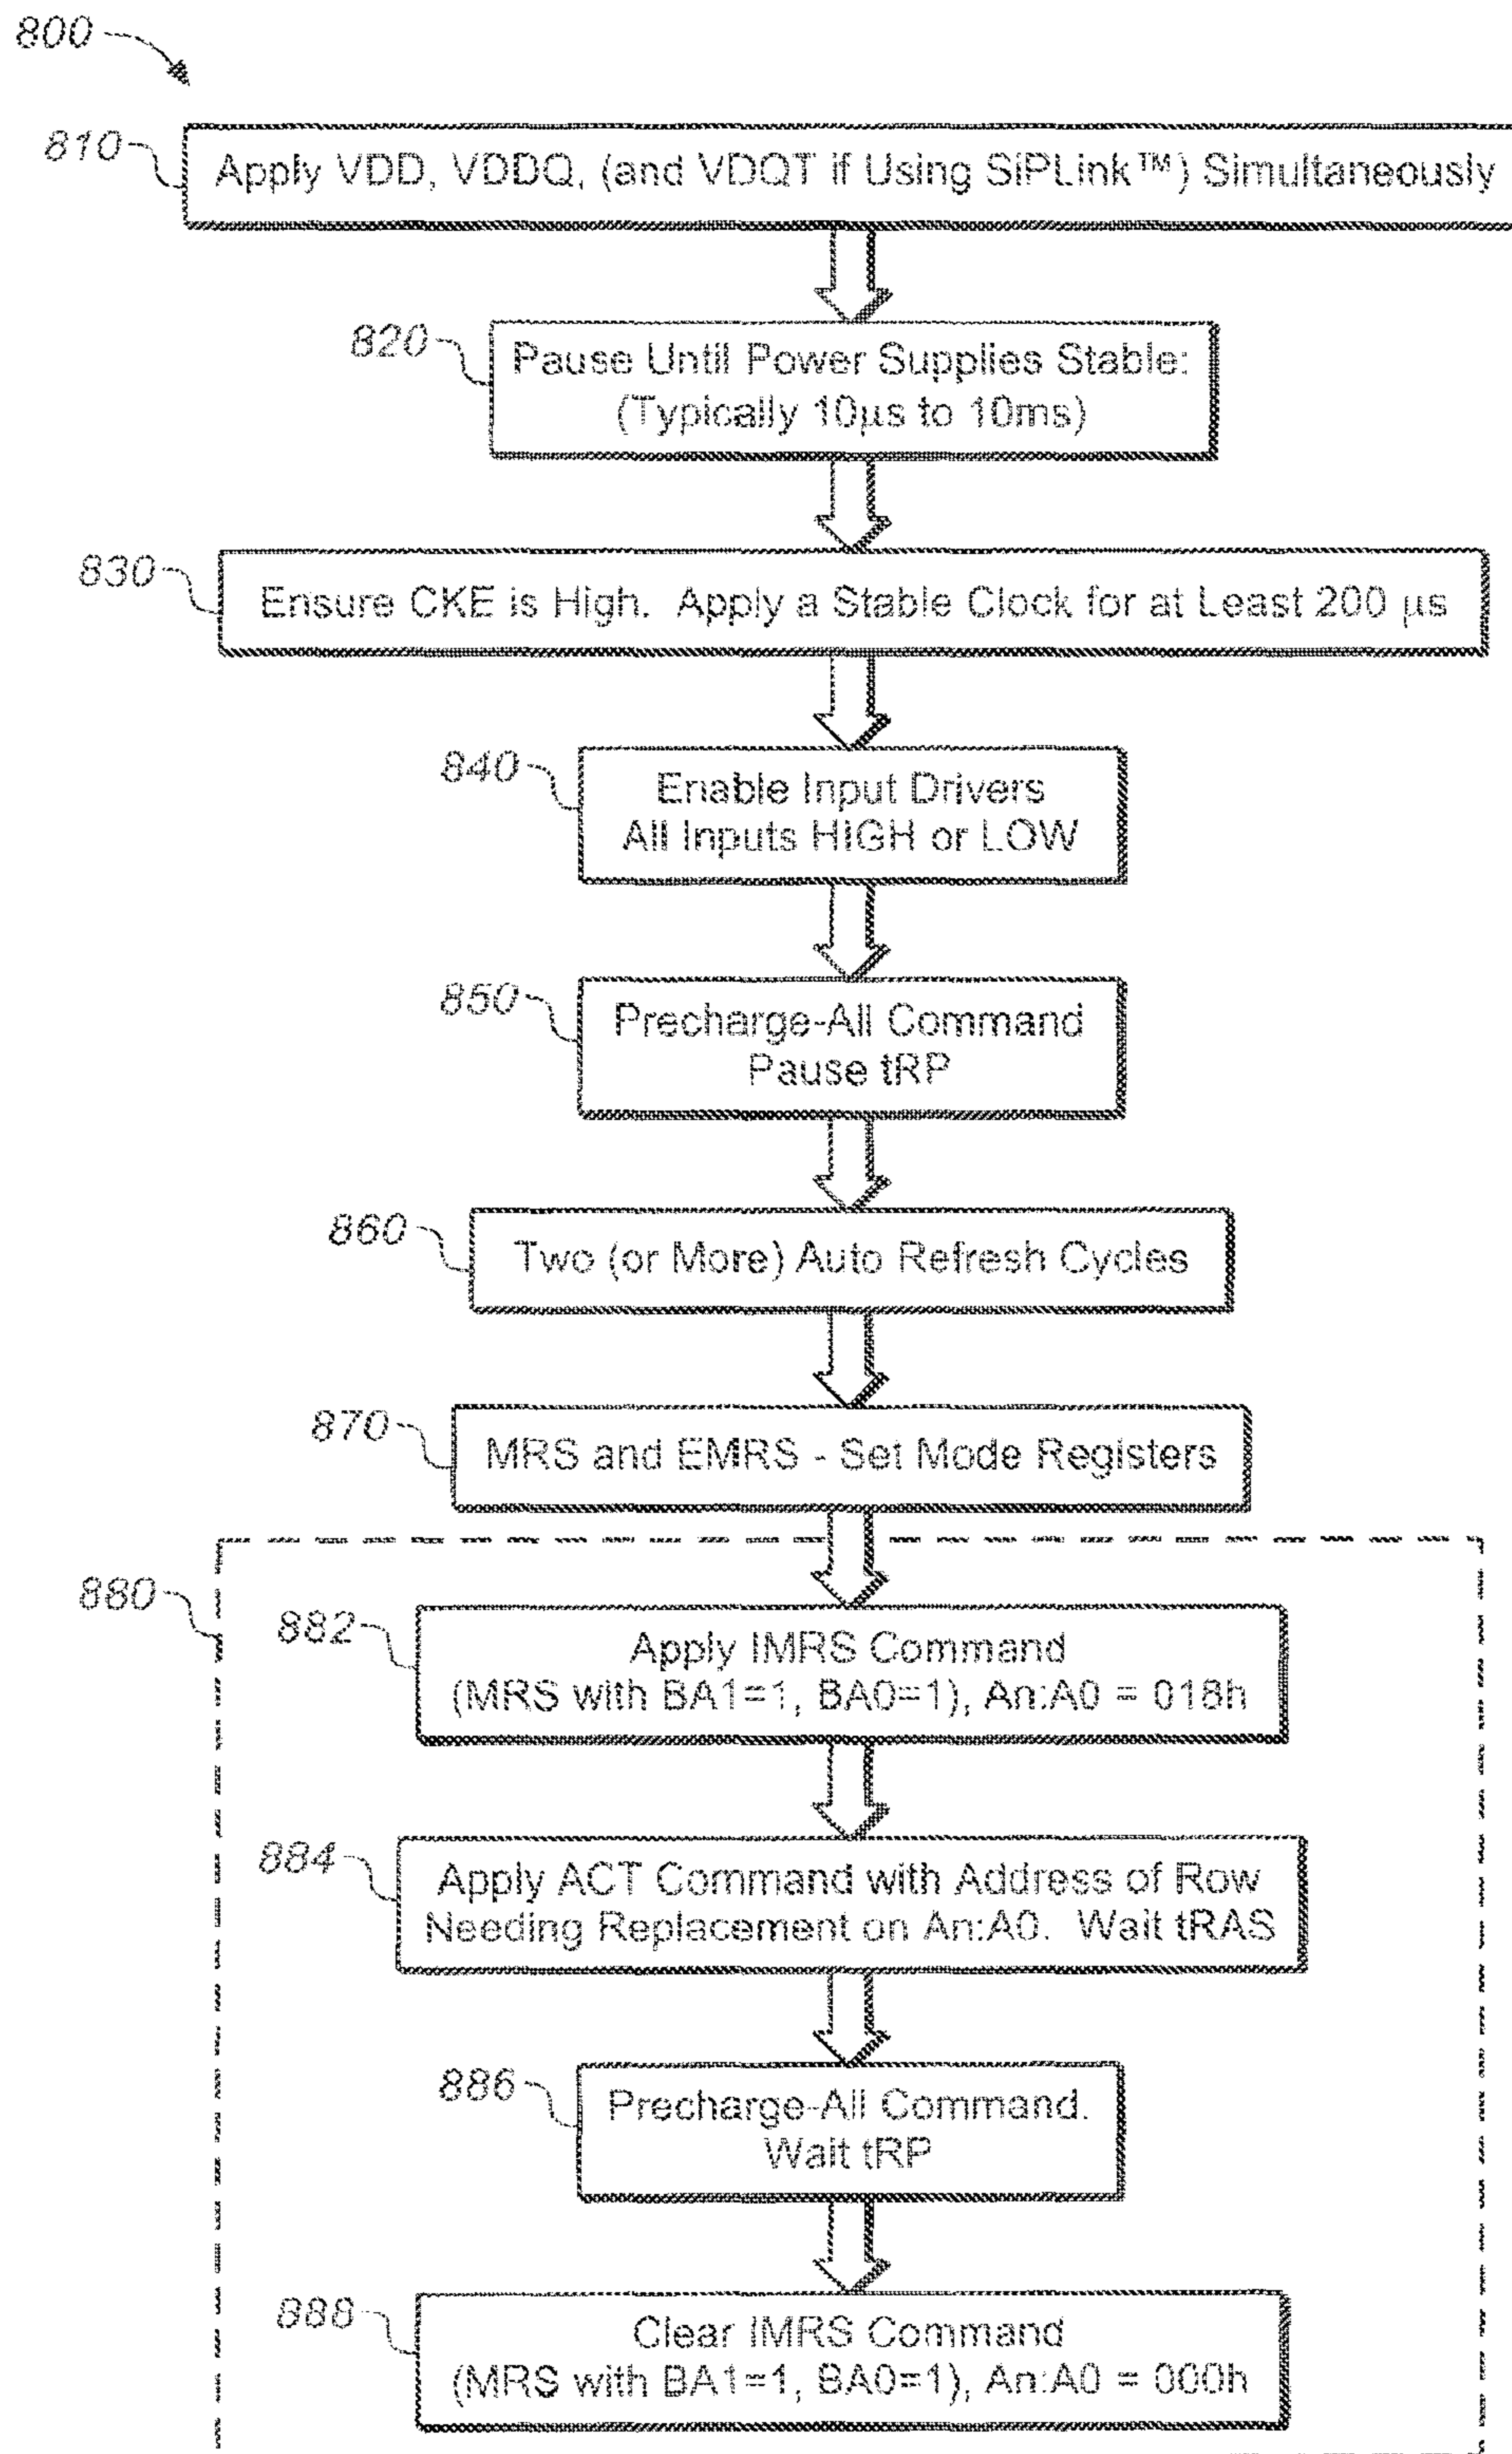 800
810
Apply VDD, VDDQ, (and VDQT if Using SiPLink™) Simultaneously
820
Pause Until Power Supplies Stable:
(Typically 10µs to 10ms)
830
Ensure CKE is High. Apply a Stable Clock for at Least 200 µs
840
Enable Input Drivers
All Inputs HIGH or LOW
850
Precharge-All Command
Pause tRP
860
Two (or More) Auto Refresh Cycles
870
MRS and EMRS - Set Mode Registers
880
882
Apply IMRS Command
(MRS with BA1=1, BA0=1), An:A0 = 018h
884
Apply ACT Command with Address of Row
Needing Replacement on An:A0. Wait tRAS
886
Precharge-All Command.
Wait tRP
888
Clear IMRS Command
(MRS with BA1=1, BA0=1), An:A0 = 000h